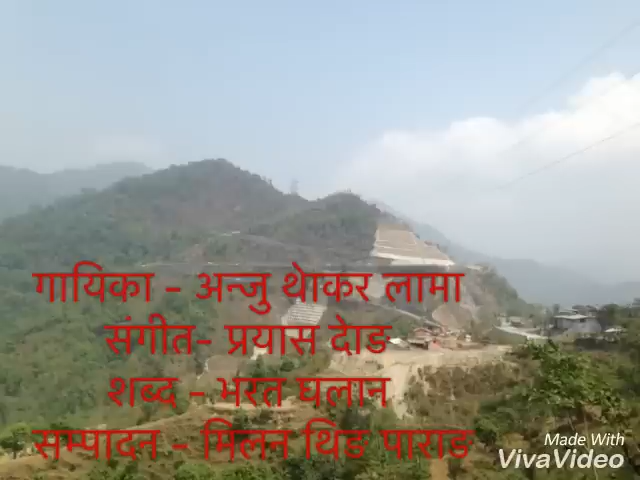 गायिका - अन्जु थोकर लामा
संगीत- प्रयास दोङ
शब्द - भरत घलान
सम्पादन - मिलन थिङ पाराङ
Made With
VivaVideo